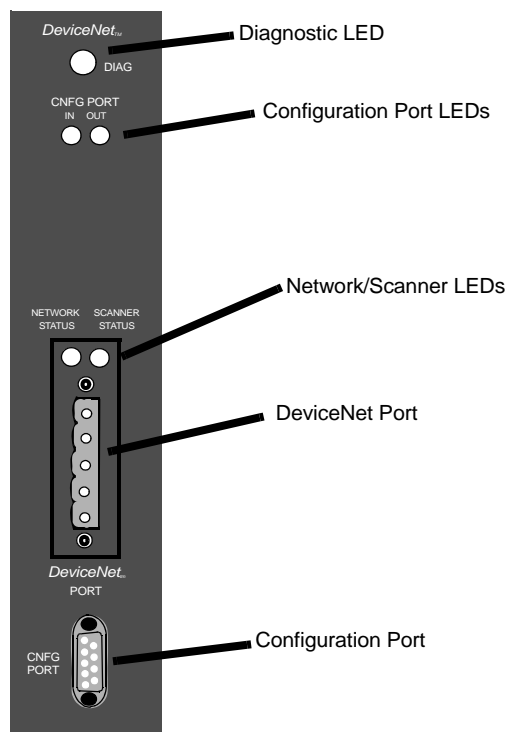 DeviceNet™
Diagnostic LED
DIAG
CNFG PORT
IN OUT
Configuration Port LEDs
Network/Scanner LEDs
NETWORK STATUS
SCANNER STATUS
DeviceNet Port
DeviceNet™
PORT
Configuration Port
CNFG
PORT